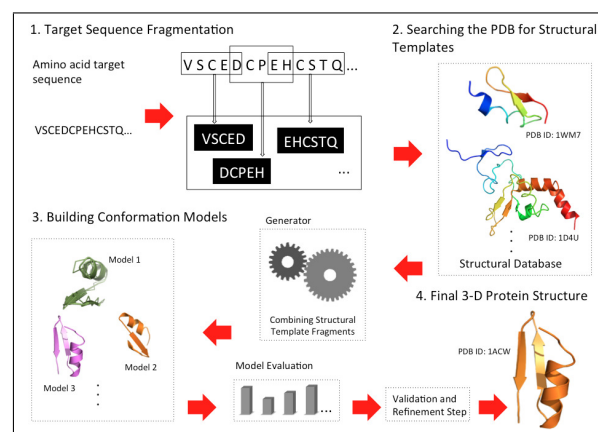 1. Target Sequence Fragmentation
Amino acid target
sequence
VSCEDCPEHCSTQ...
V S C E D C P E H C S T Q ...
VSCED
EHCSTQ
DCPEH
...
2. Searching the PDB for Structural
Templates
PDB ID: 1WM7
PDB ID: 1D4U
Structural Database
3. Building Conformation Models
Model 1
Model 2
Model 3
Generator
Combining Structural
Template Fragments
4. Final 3-D Protein Structure
PDB ID: 1ACW
Model Evaluation
...
Validation and
Refinement Step